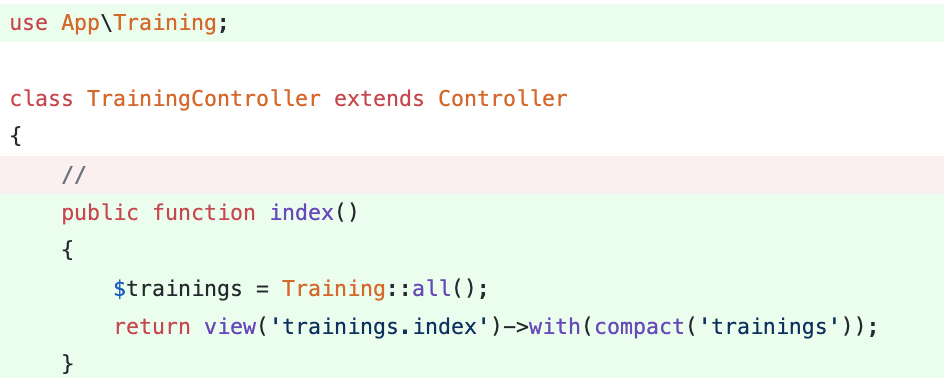 use App\Training;
class TrainingController extends Controller
{
    //
    public function index()
    {
        $trainings = Training::all();
        return view('trainings.index')->with(compact('trainings'));
    }